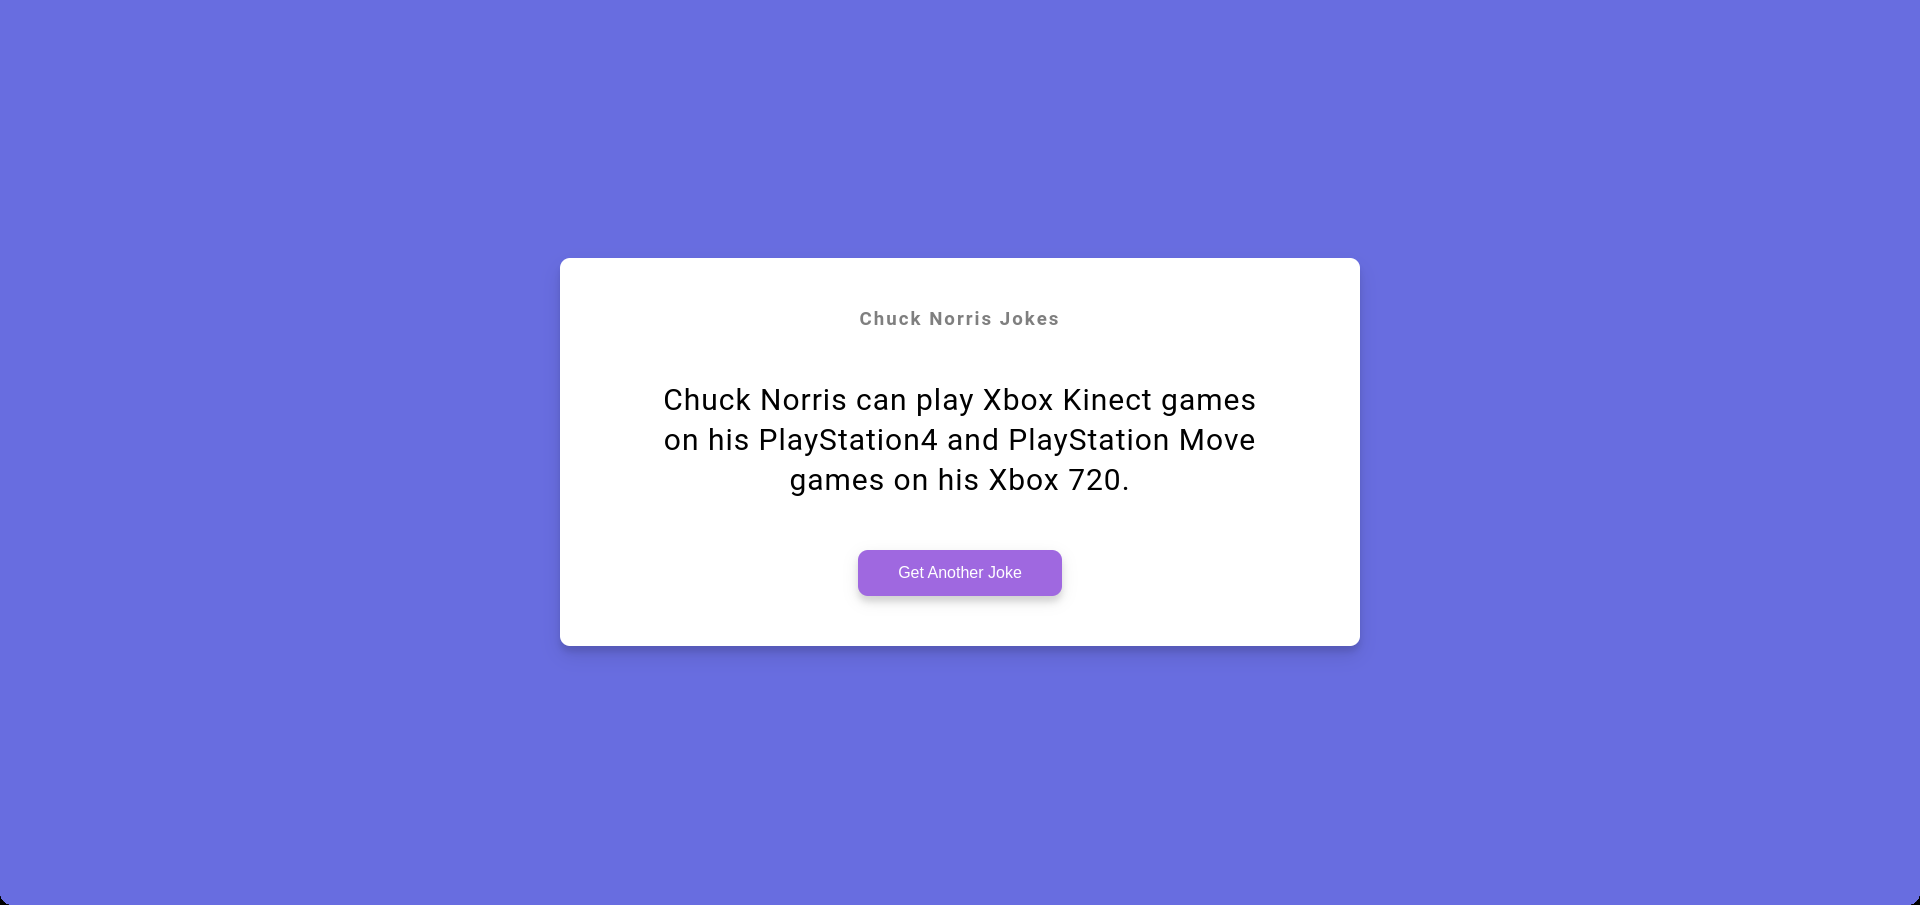 Chuck Norris Jokes
Chuck Norris can play Xbox Kinect games
on his PlayStation4 and PlayStation Move
games on his Xbox 720.
Get Another Joke